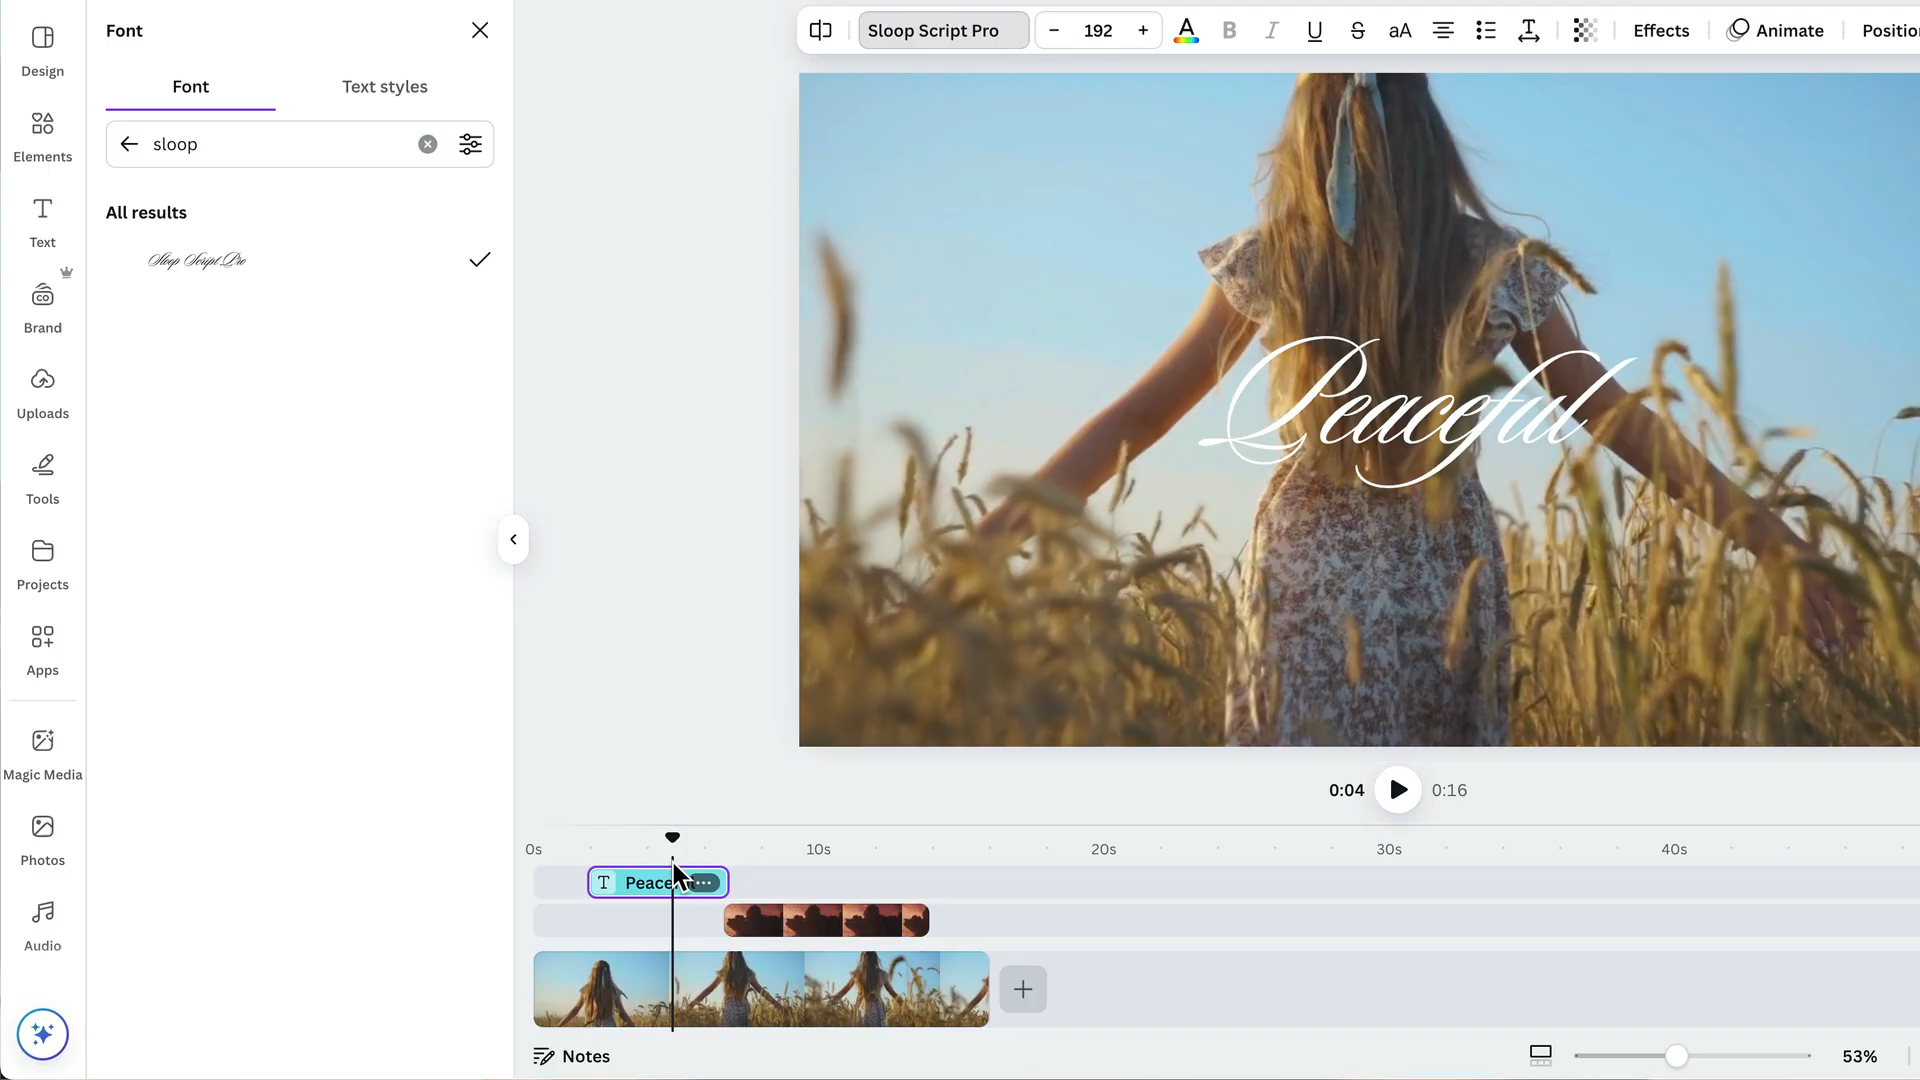 Design
Elements
Text
Brand
Uploads
Tools
Projects
Apps
Magic Media
Photos
Audio
Font
Font
Text styles
sloop
All results
Sloop Script Pro
Sloop Script Pro
192
aA
Effects
Animate
Positio
Peaceful
0:04
0:16
0s
10s
20s
30s
40s
T Peace
Notes
53%